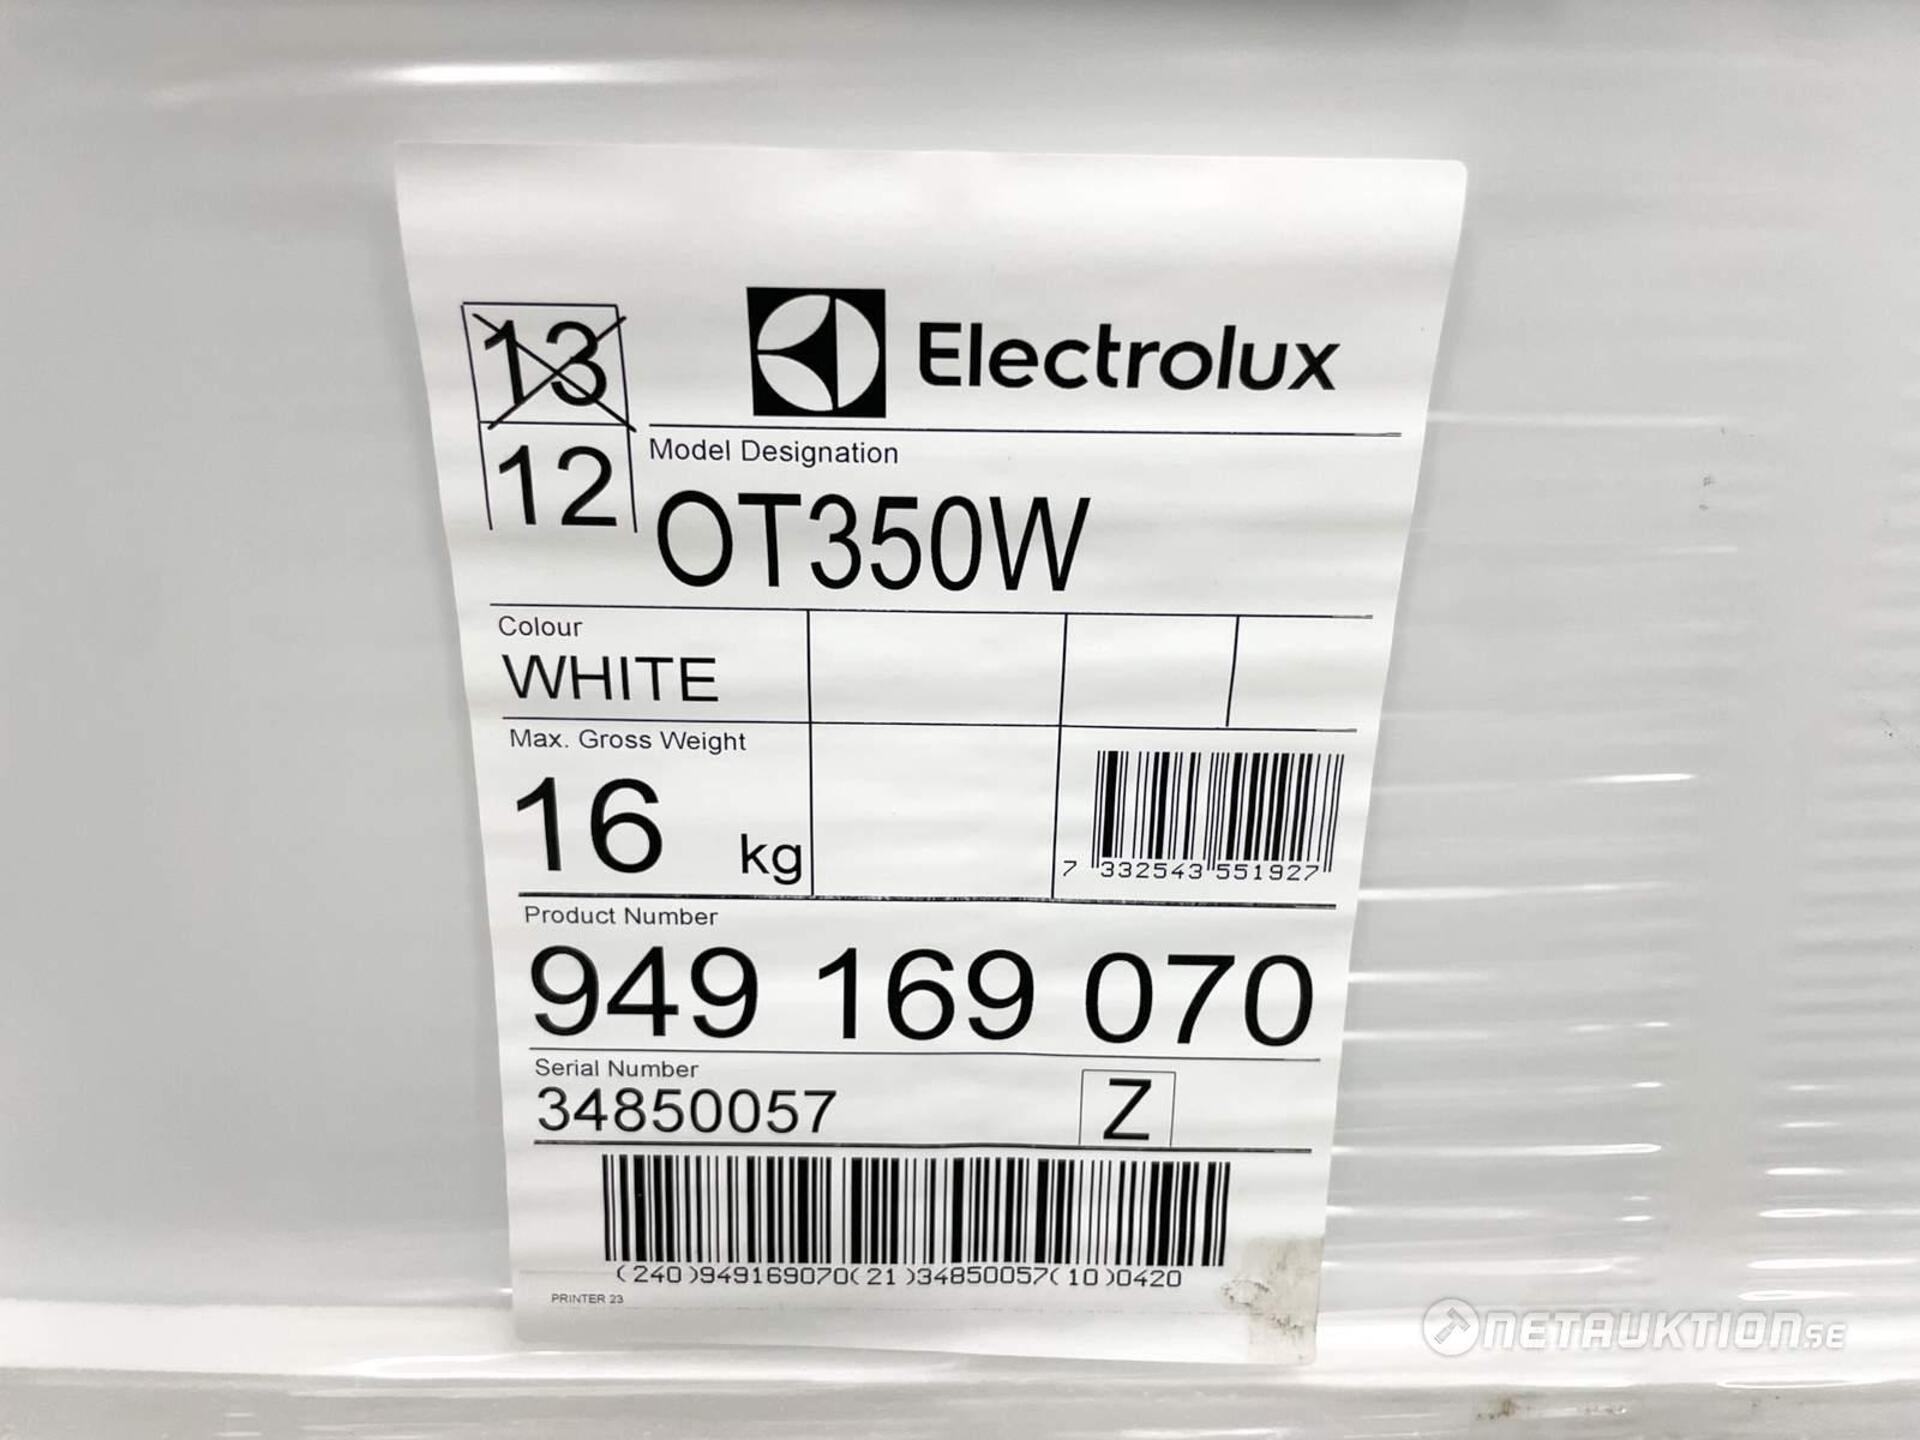 13
Electrolux
12
Model Designation
OT350W
Colour
WHITE
Max. Gross Weight
16 kg
7 332543 551927
Product Number
949 169 070
Serial Number
34850057
Z
(240)949169070(21)34850057(10)0420
PRINTER 23
NETAUKTION.SE